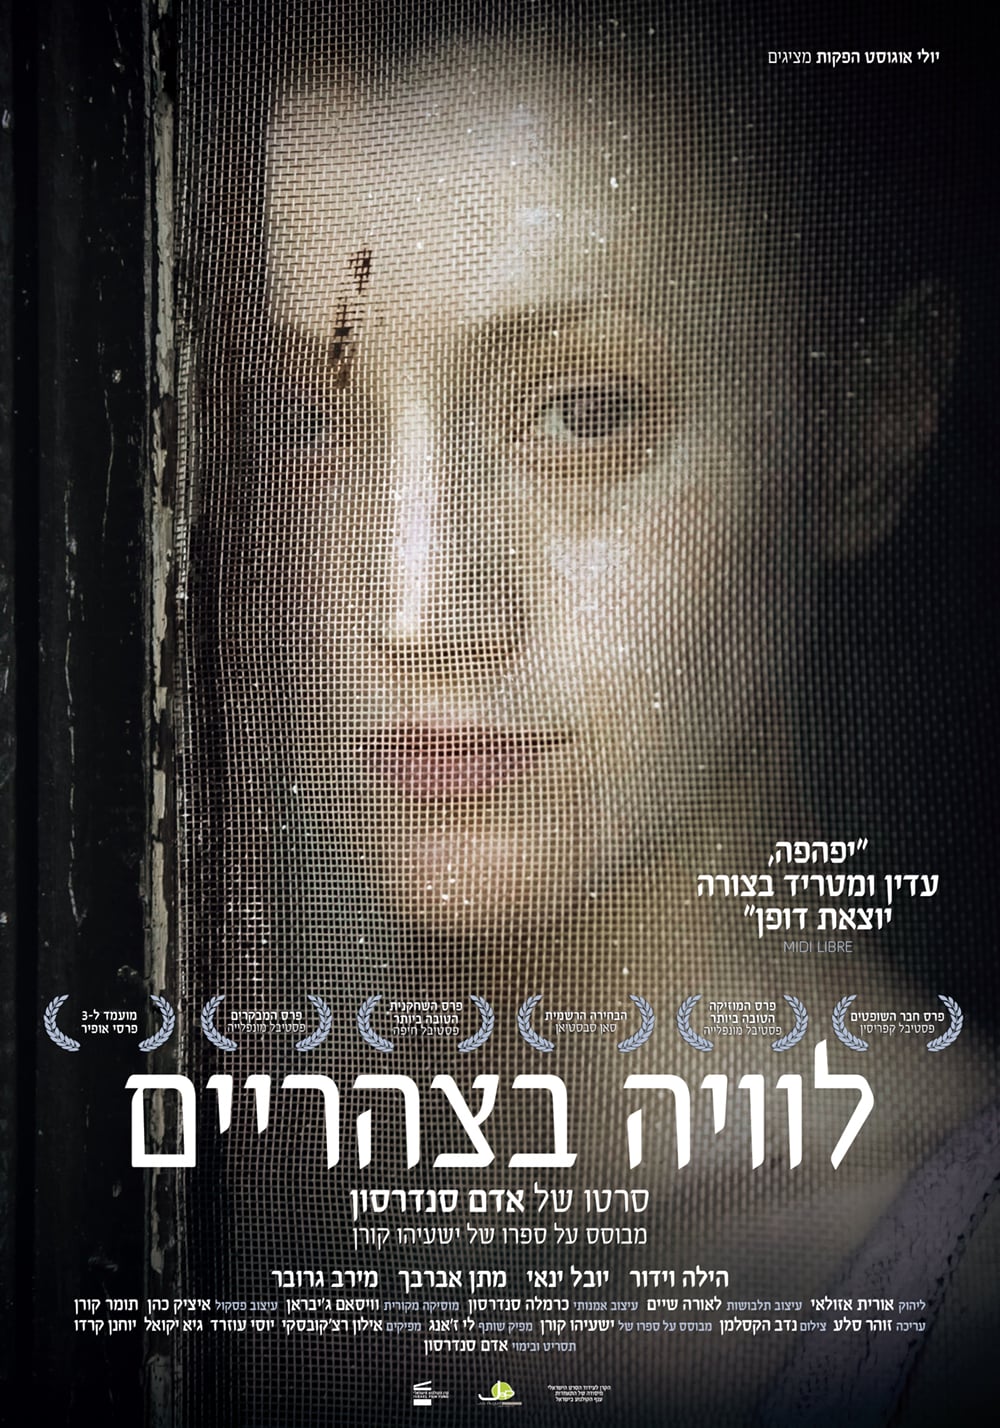 יולי אוגוסט הפקות מציגים
"יפהפה,
עדין ומטריד בצורה
יוצאת דופן"
MIDI LIBRE
פרס חבר השופטים
פסטיבל קפריסין
פרס המוזיקה
הטובה ביותר
פסטיבל מונפלייה
הבחירה הרשמית
סאן סבסטיאן
פרס השחקנית
הטובה ביותר
פסטיבל חיפה
פרס המבקרים
פסטיבל מונפלייה
מועמד ל-3
פרסי אופיר
לוויה בצהריים
סרטו של אדם סנדרסון
מבוסס על ספרו של ישעיהו קורן
הילה וידור יובל ינאי מתן אברבך מירב גרובר
ליהוק אורית אזולאי עיצוב תלבושות לאורה שיים עיצוב אמנותי כרמלה סנדרסון מוסיקה מקורית וויסאם ג'יבראן עיצוב פסקול איציק כהן תומר קורן
עריכה זוהר סלע צילום נדב הקסלמן מבוסס על ספרו של ישעיהו קורן מפיק שותף לי ז'אנג מפיקים אילון רצ'קובסקי יוסי עוזרד גיא יקואל יוחנן קרדו
תסריט ובימוי אדם סנדרסון